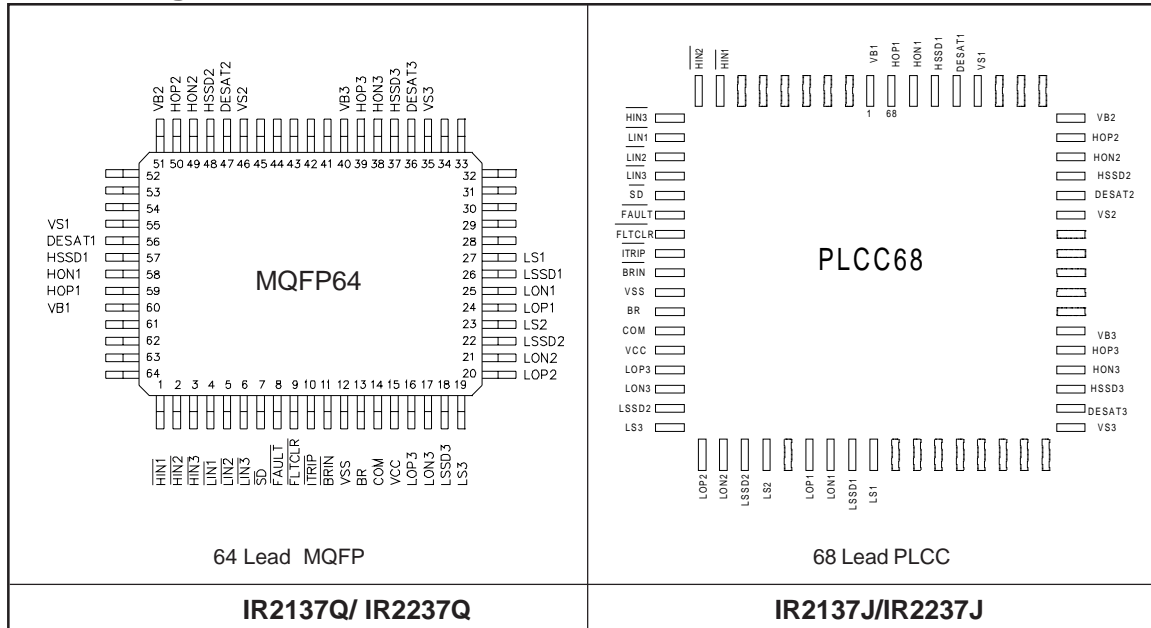 VB2 HOP2 HON2 HSSD2 DESAT2 VS2 VB3 HOP3 HON3 HSSD3 DESAT3 VS3
51 50 49 48 47 46 45 44 43 42 41 40 39 38 37 36 35 34 33
52
53
54
VS1 55
DESAT1 56
HSSD1 57
HON1 58
HOP1 59
VB1 60
61
62
63
64
MQFP64
32
31
30
29
28
27 LS1
26 LSSD1
25 LON1
24 LOP1
23 LS2
22 LSSD2
21 LON2
20 LOP2
1 2 3 4 5 6 7 8 9 10 11 12 13 14 15 16 17 18 19
HIN1 HIN2 HIN3 LIN1 LIN2 LIN3 SD FAULT FLTCLR ITRIP BRIN VSS BR COM VCC LOP3 LON3 LSSD3 LS3
64 Lead MQFP
IR2137Q/ IR2237Q
HIN2 HIN1 VB1 HOP1 HON1 HSSD1 DESAT1 VS1
1 68
HIN3
LIN1
LIN2
LIN3
SD
FAULT
FLTCLR
ITRIP
BRIN
VSS
BR
COM
VCC
LOP3
LON3
LSSD2
LS3
PLCC68
VB2
HOP2
HON2
HSSD2
DESAT2
VS2
VB3
HOP3
HON3
HSSD3
DESAT3
VS3
LOP2 LON2 LSSD2 LS2 LOP1 LON1 LSSD1 LS1
68 Lead PLCC
IR2137J/IR2237J